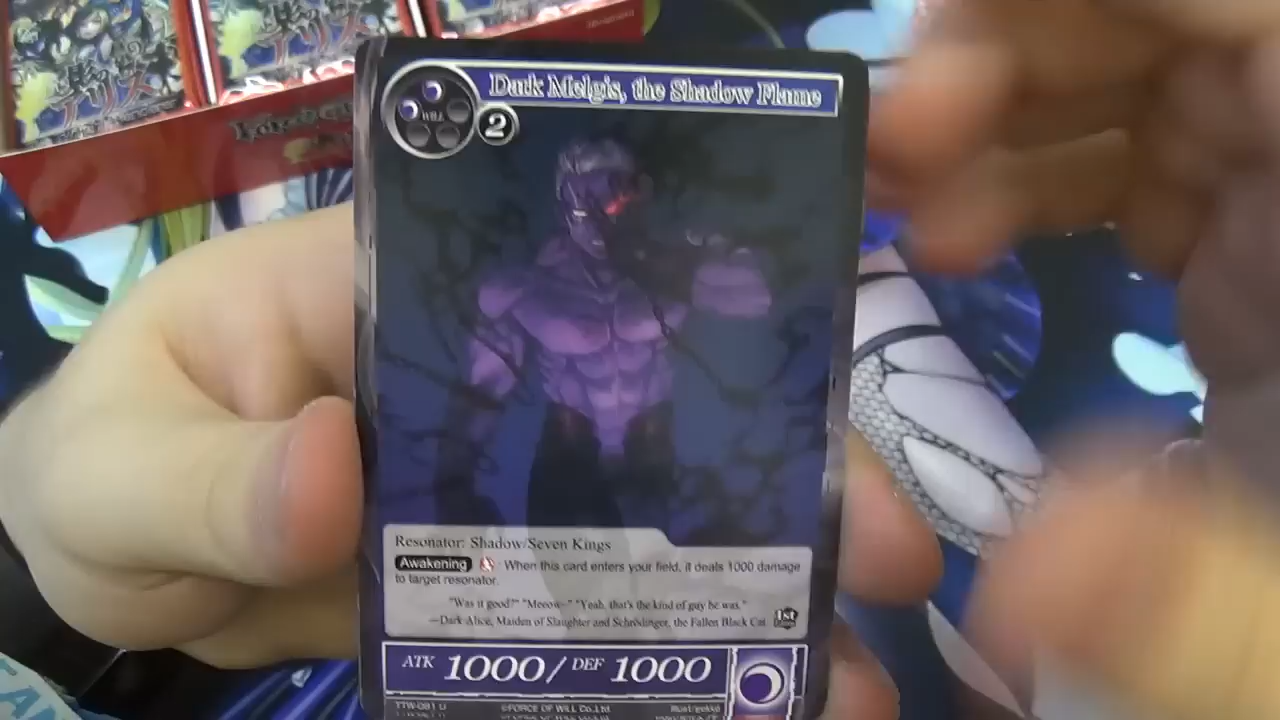 Dark Melgis, the Shadow Flame
WILL
2
Resonator: Shadow/Seven Kings
Awakening : When this card enters your field, it deals 1000 damage
to target resonator.
"Was it good?" "Meeow~" "Yeah, that's the kind of guy he was."
—Dark Alice, Maiden of Slaughter and Schrödinger, the Fallen Black Cat
1st
ATK 1000/ DEF 1000
TTW-081 U ©FORCE OF WILL Co.,Ltd.